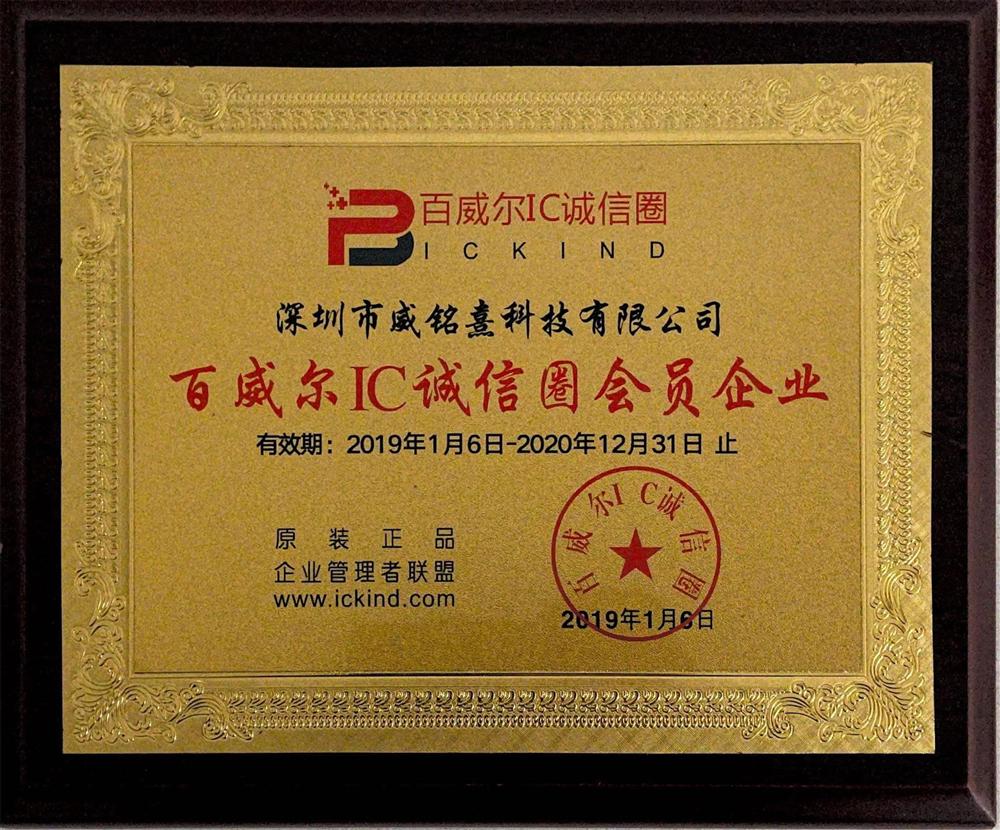 百威尔IC诚信圈
ICKIND
深圳市威铭熹科技有限公司
百威尔IC诚信圈会员企业
有效期：2019年1月6日-2020年12月31日 止
原装正品
企业管理者联盟
www.ickind.com
百威尔IC诚信圈
2019年1月6日